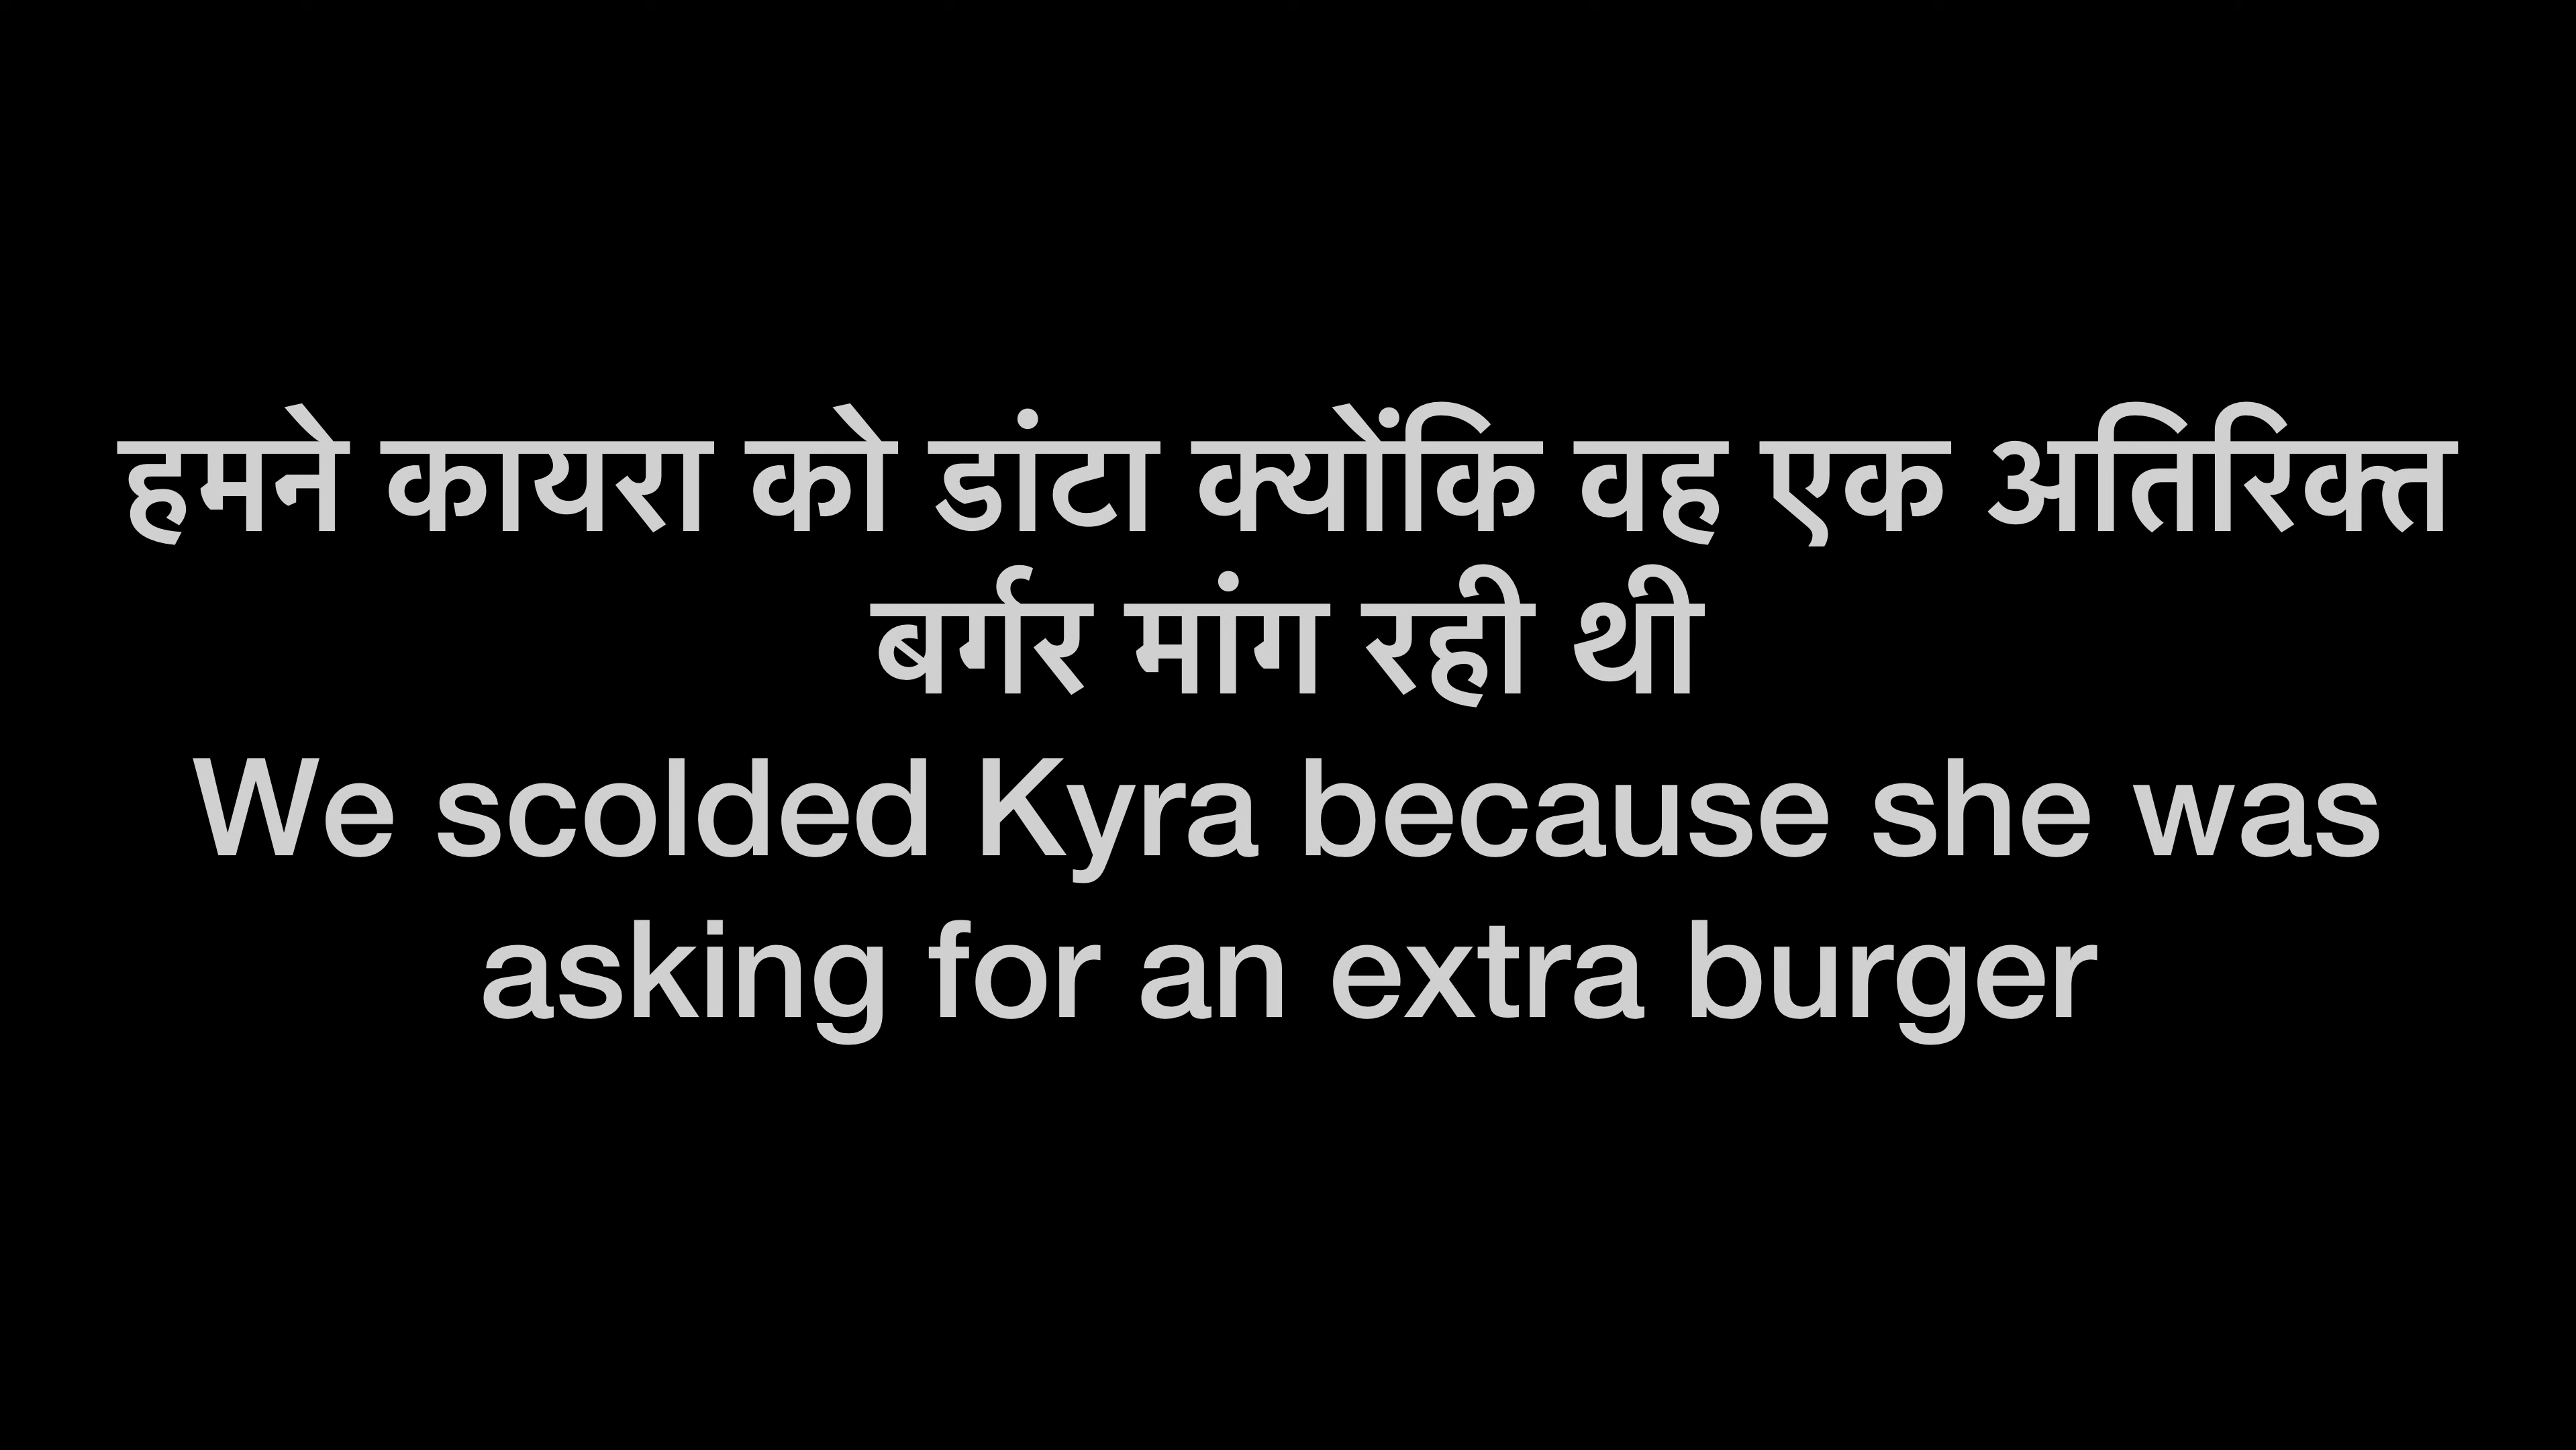 हमने कायरा को डांटा क्योंकि वह एक अतिरिक्त
बर्गर मांग रही थी
We scolded Kyra because she was
asking for an extra burger